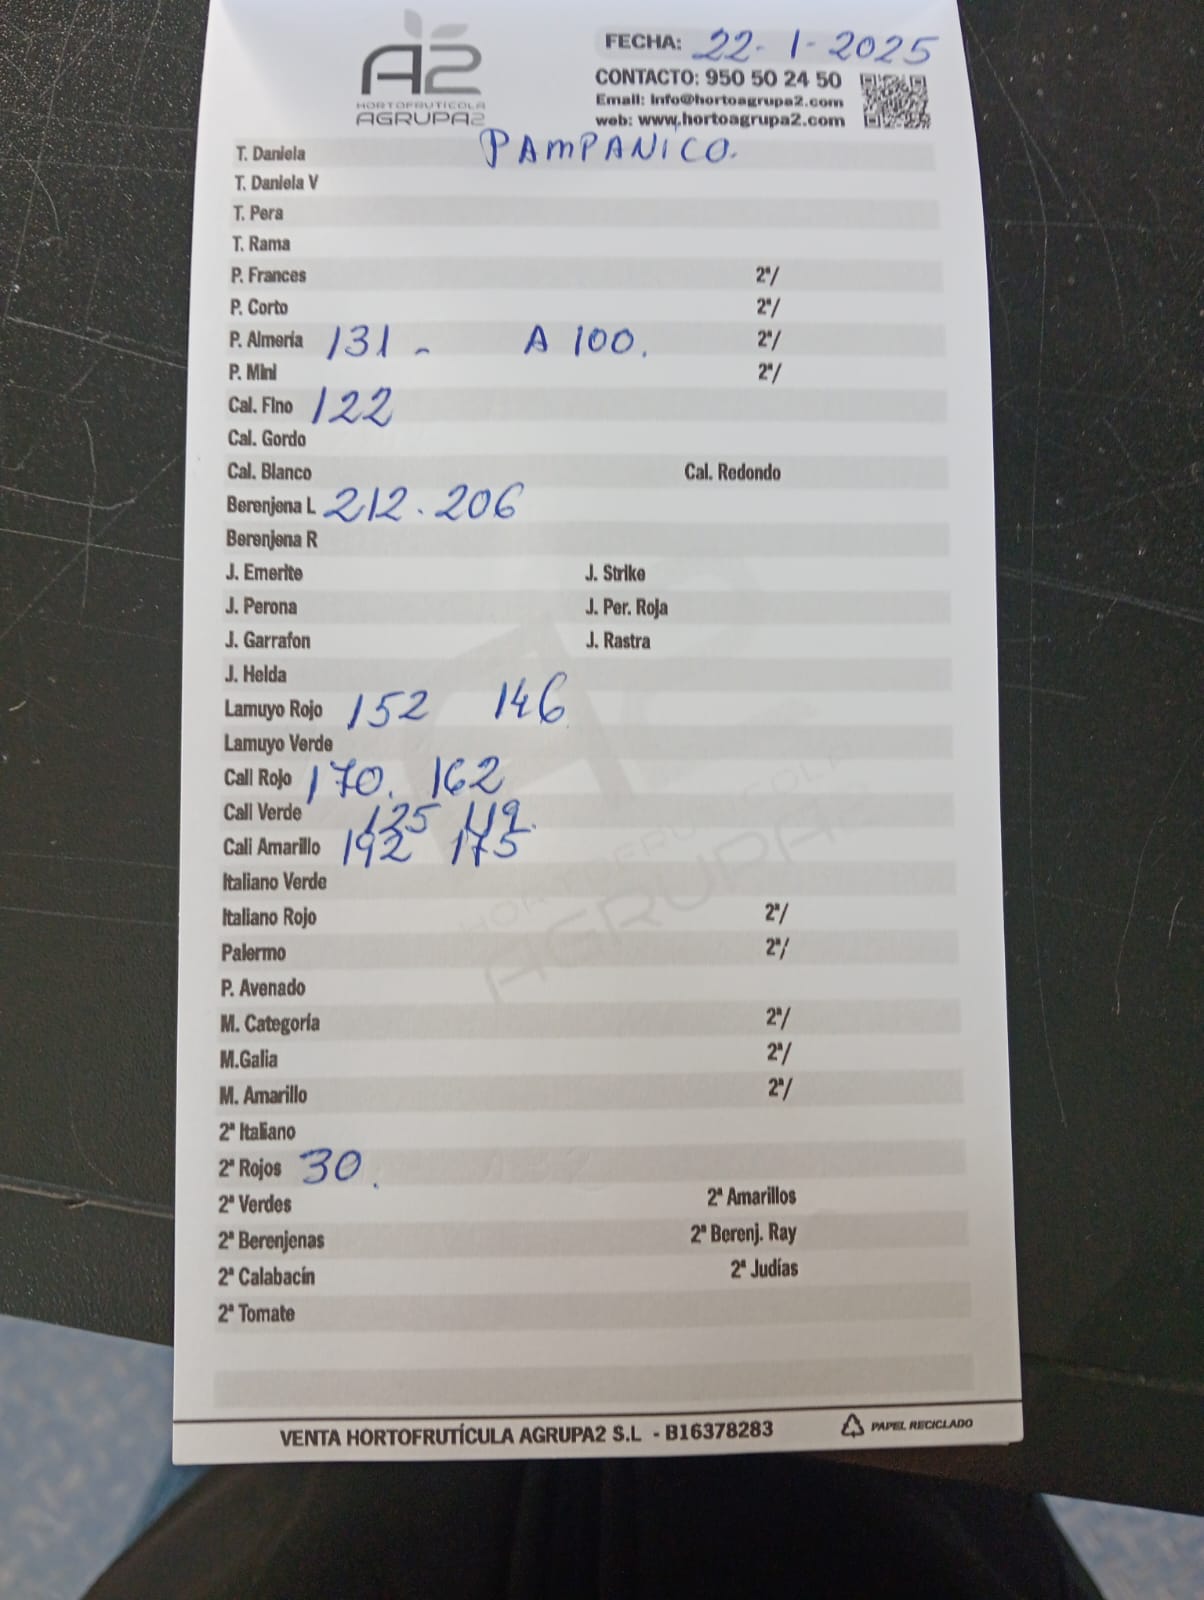 A2
HORTOFRUTICOLA
AGRUPA2
FECHA: 22-1-2025
CONTACTO: 950 50 24 50
Email: info@hortoagrupa2.com
web: www.hortoagrupa2.com
PAMPANICO.
T. Daniela
T. Daniela V
T. Pera
T. Rama
P. Frances 2ª/
P. Corto 2ª/
P. Almería 131 - A 100. 2ª/
P. Mini 2ª/
Cal. Fino 122
Cal. Gordo
Cal. Blanco Cal. Redondo
Berenjena L 212. 206
Berenjena R
J. Emerite J. Strike
J. Perona J. Per. Roja
J. Garrafon J. Rastra
J. Helda
Lamuyo Rojo 152 146
Lamuyo Verde
Cali Rojo 170. 162
Cali Verde 125 119.
Cali Amarillo 192 175
Italiano Verde
Italiano Rojo 2ª/
Palermo 2ª/
P. Avenado
M. Categoría 2ª/
M.Galia 2ª/
M. Amarillo 2ª/
2ª Italiano
2ª Rojos 30.
2ª Verdes 2ª Amarillos
2ª Berenjenas 2ª Berenj. Ray
2ª Calabacín 2ª Judías
2ª Tomate
VENTA HORTOFRUTÍCULA AGRUPA2 S.L - B16378283
PAPEL RECICLADO